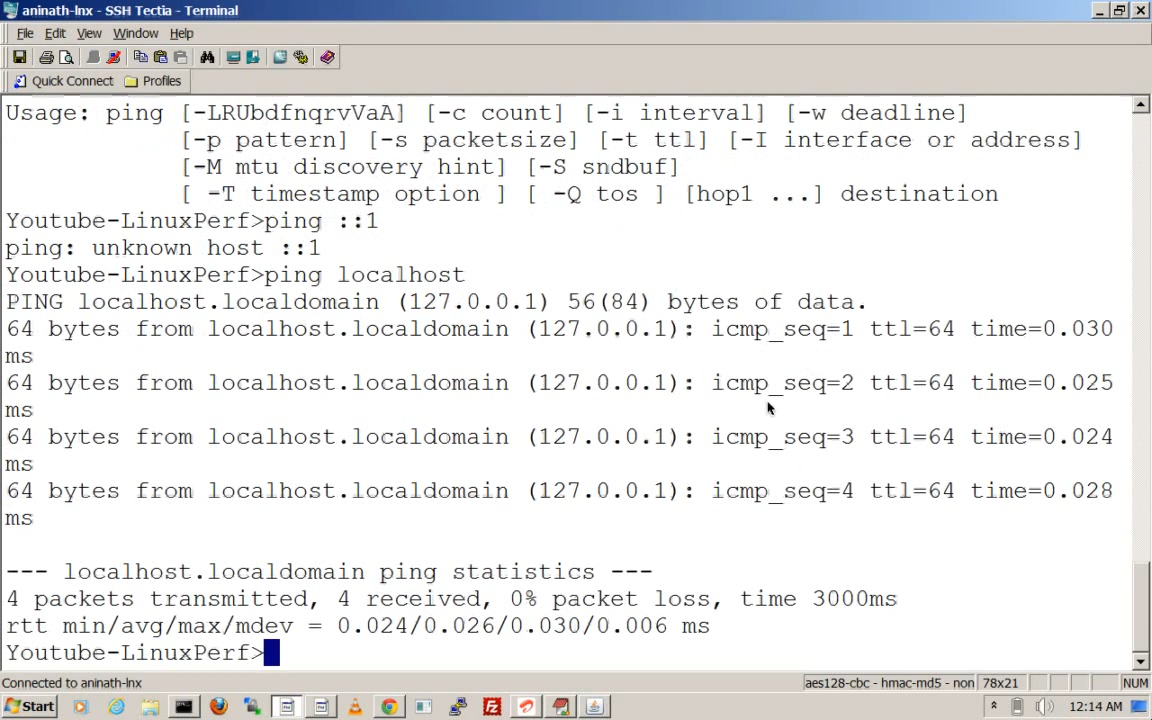 aninath-lnx - SSH Tectia - Terminal
File Edit View Window Help
Quick Connect Profiles
Usage: ping [-LRUbdfnqrvVaA] [-c count] [-i interval] [-w deadline]
[-p pattern] [-s packetsize] [-t ttl] [-I interface or address]
[-M mtu discovery hint] [-S sndbuf]
[ -T timestamp option ] [ -Q tos ] [hop1 ...] destination
Youtube-LinuxPerf>ping ::1
ping: unknown host ::1
Youtube-LinuxPerf>ping localhost
PING localhost.localdomain (127.0.0.1) 56(84) bytes of data.
64 bytes from localhost.localdomain (127.0.0.1): icmp_seq=1 ttl=64 time=0.030
ms
64 bytes from localhost.localdomain (127.0.0.1): icmp_seq=2 ttl=64 time=0.025
ms
64 bytes from localhost.localdomain (127.0.0.1): icmp_seq=3 ttl=64 time=0.024
ms
64 bytes from localhost.localdomain (127.0.0.1): icmp_seq=4 ttl=64 time=0.028
ms
--- localhost.localdomain ping statistics ---
4 packets transmitted, 4 received, 0% packet loss, time 3000ms
rtt min/avg/max/mdev = 0.024/0.026/0.030/0.006 ms
Youtube-LinuxPerf>
Connected to aninath-lnx aes128-cbc - hmac-md5 - non 78x21 NUM
Start 12:14 AM